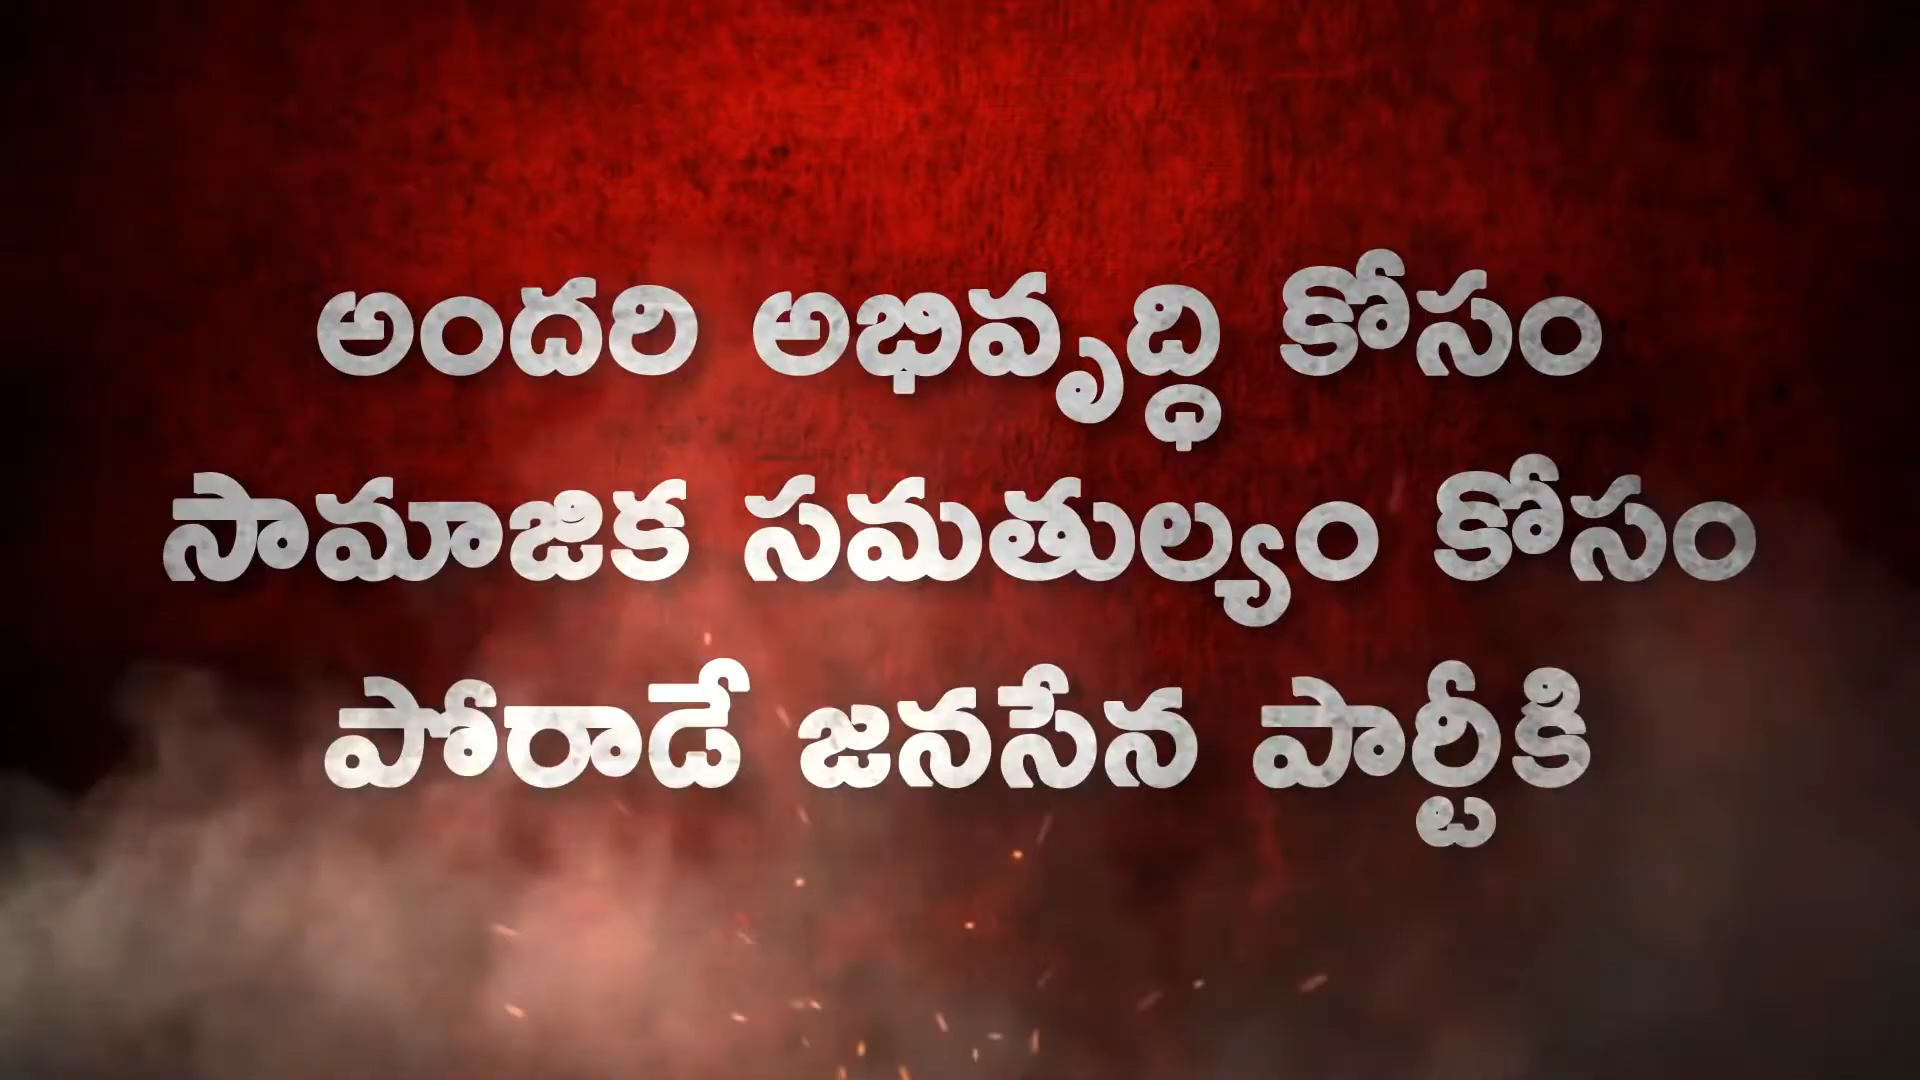 అందరి అభివృద్ధి కోసం
సామాజిక సమతుల్యం కోసం
పోరాడే జనసేన పార్టీకి